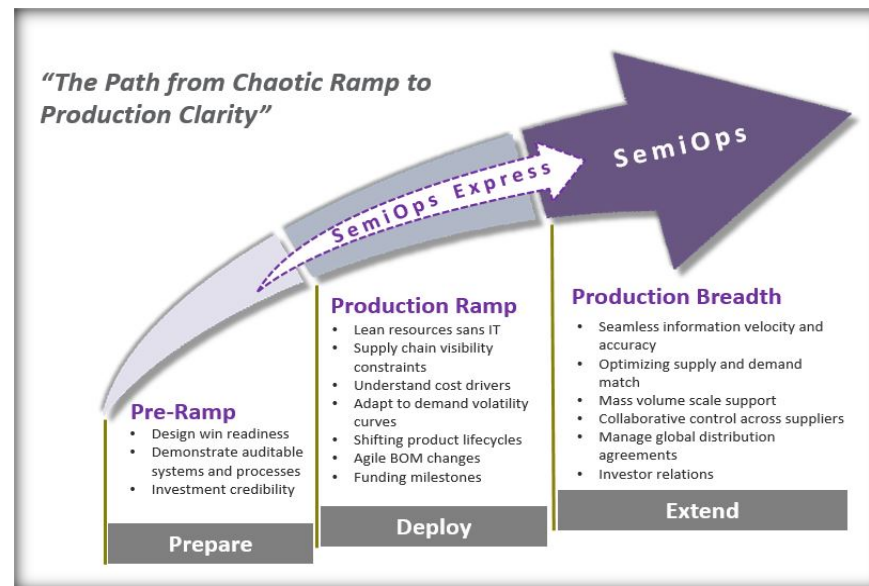 “The Path from Chaotic Ramp to
Production Clarity”
SemiOps
SemiOps Express
Pre-Ramp
• Design win readiness
• Demonstrate auditable
systems and processes
• Investment credibility
Prepare
Production Ramp
• Lean resources sans IT
• Supply chain visibility
constraints
• Understand cost drivers
• Adapt to demand volatility
curves
• Shifting product lifecycles
• Agile BOM changes
• Funding milestones
Deploy
Production Breadth
• Seamless information velocity and
accuracy
• Optimizing supply and demand
match
• Mass volume scale support
• Collaborative control across suppliers
• Manage global distribution
agreements
• Investor relations
Extend